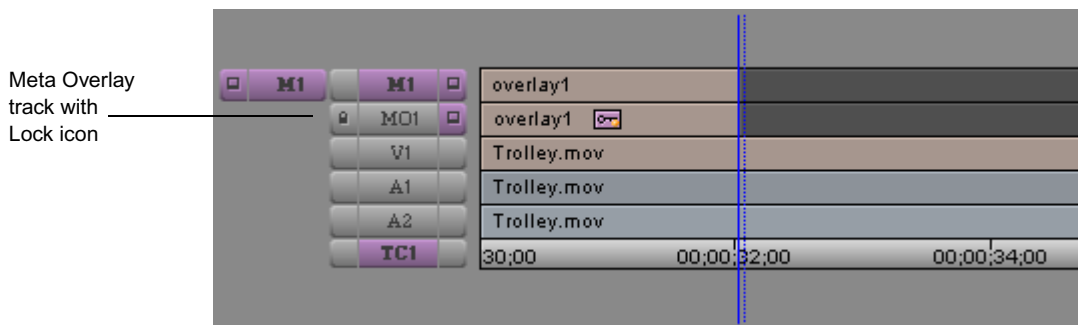 Meta Overlay
track with
Lock icon
M1 M1 overlay1
MO1 overlay1
V1 Trolley.mov
A1 Trolley.mov
A2 Trolley.mov
TC1 30;00 00;00;32;00 00;00;34;00